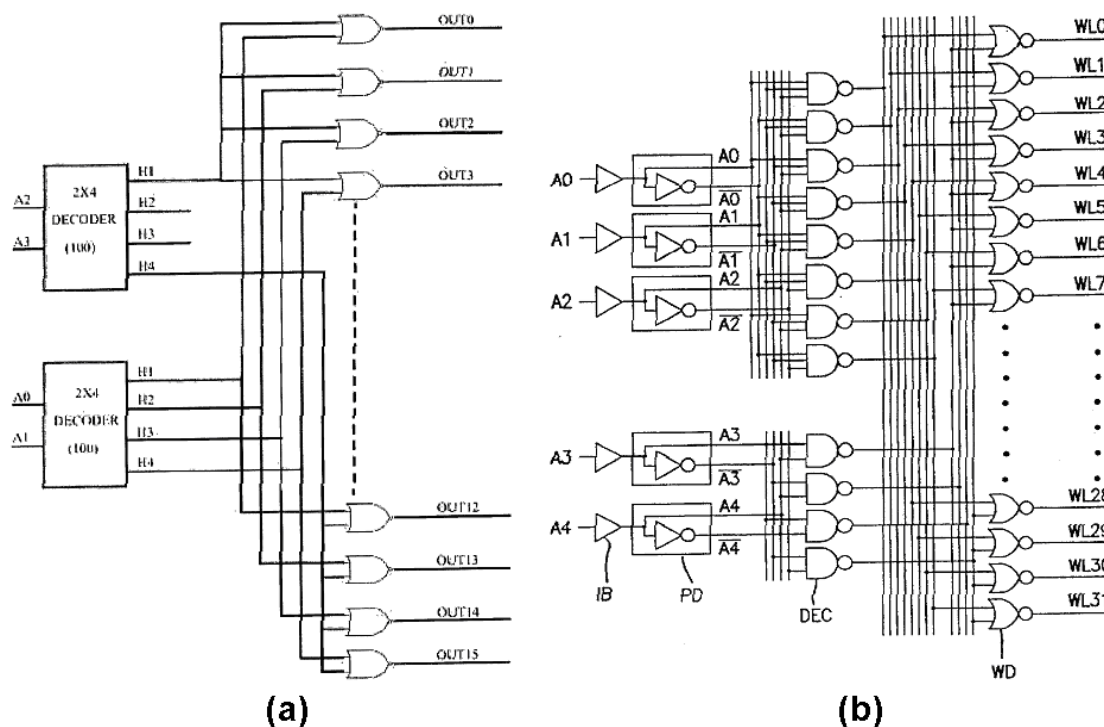 OUT0
OUT1
OUT2
OUT3
A2
A3
2X4
DECODER
(100)
H1
H2
H3
H4
A0
A1
2X4
DECODER
(100)
H1
H2
H3
H4
OUT12
OUT13
OUT14
OUT15
(a)
A0
A1
A2
A3
A4
A0
A0
A1
A1
A2
A2
A3
A3
A4
A4
IB
PD
DEC
WL0
WL1
WL2
WL3
WL4
WL5
WL6
WL7
WL28
WL29
WL30
WL31
WD
(b)